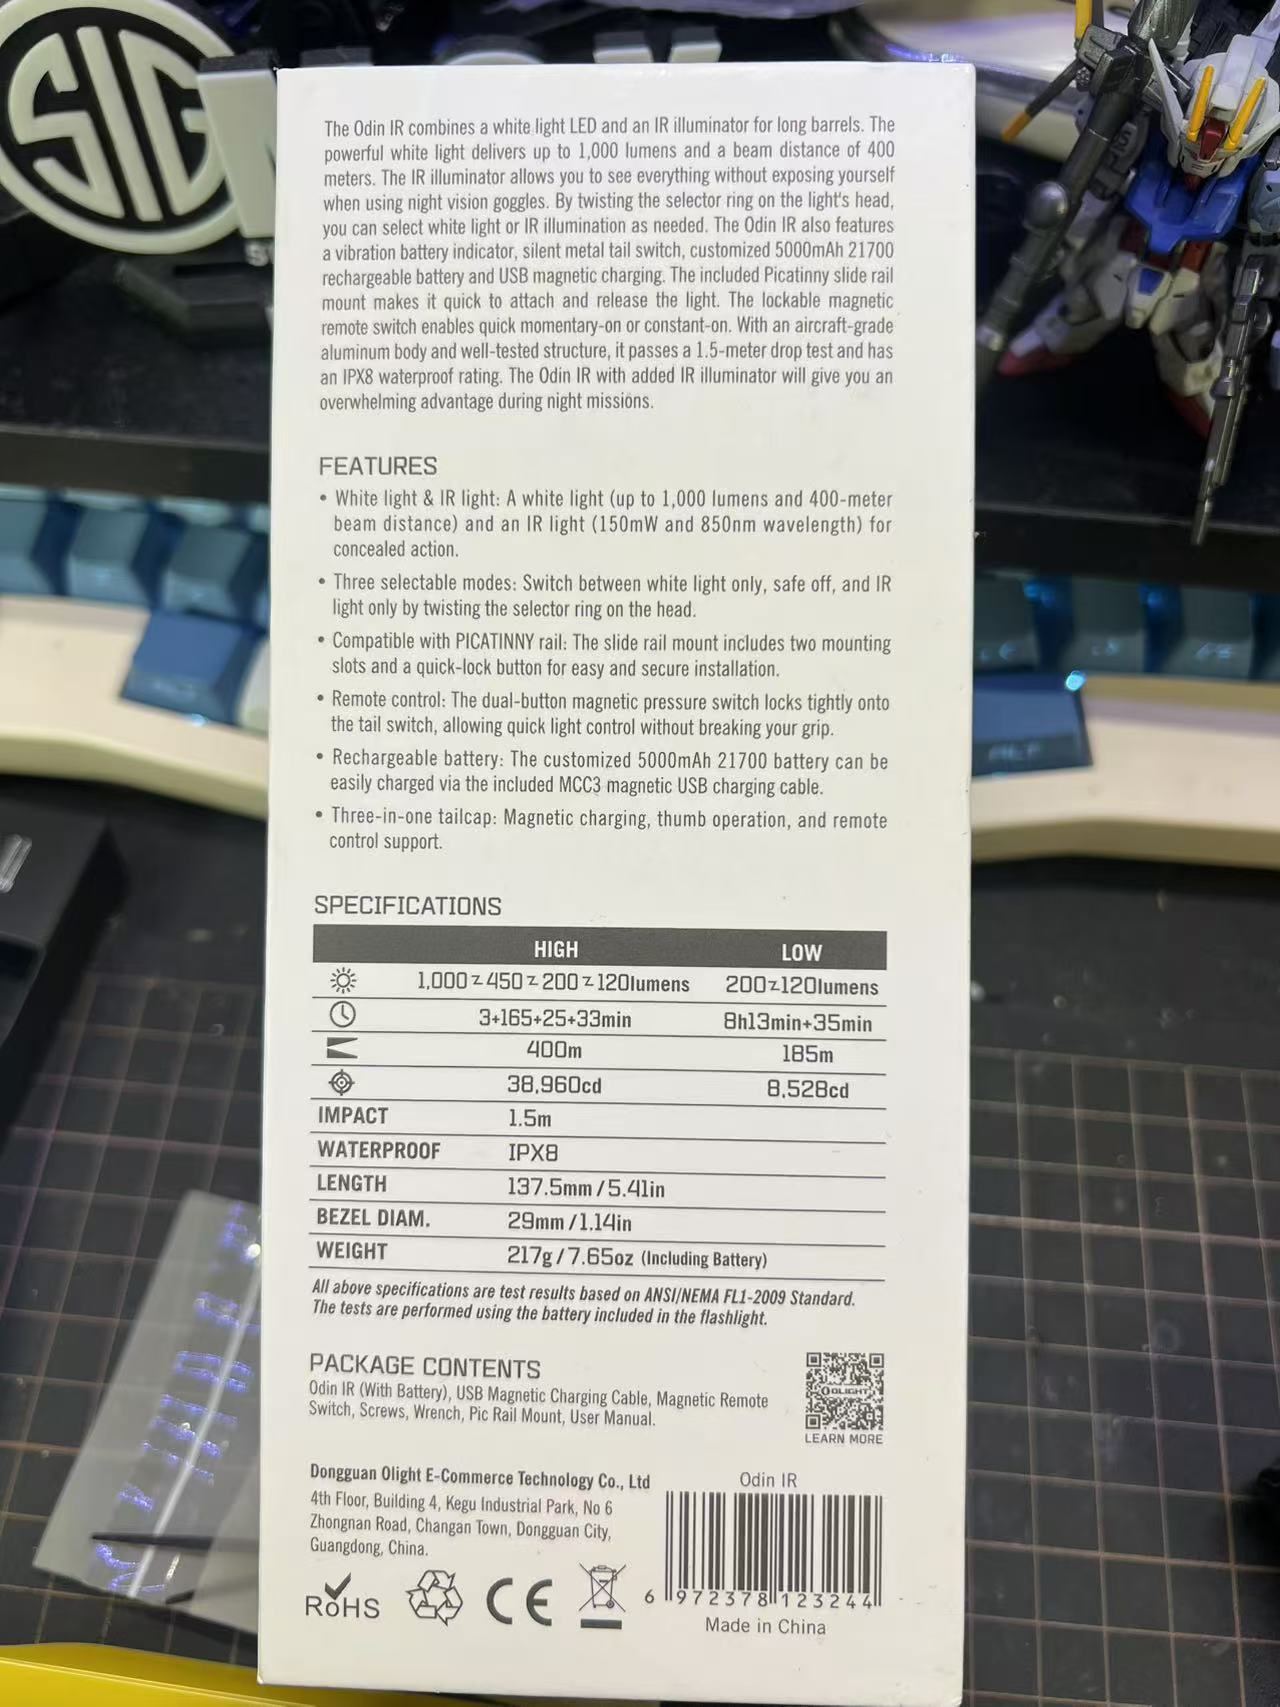 SIG
The Odin IR combines a white light LED and an IR illuminator for long barrels. The
powerful white light delivers up to 1,000 lumens and a beam distance of 400
meters. The IR illuminator allows you to see everything without exposing yourself
when using night vision goggles. By twisting the selector ring on the light's head,
you can select white light or IR illumination as needed. The Odin IR also features
a vibration battery indicator, silent metal tail switch, customized 5000mAh 21700
rechargeable battery and USB magnetic charging. The included Picatinny slide rail
mount makes it quick to attach and release the light. The lockable magnetic
remote switch enables quick momentary-on or constant-on. With an aircraft-grade
aluminum body and well-tested structure, it passes a 1.5-meter drop test and has
an IPX8 waterproof rating. The Odin IR with added IR illuminator will give you an
overwhelming advantage during night missions.
FEATURES
• White light & IR light: A white light (up to 1,000 lumens and 400-meter
beam distance) and an IR light (150mW and 850nm wavelength) for
concealed action.
• Three selectable modes: Switch between white light only, safe off, and IR
light only by twisting the selector ring on the head.
• Compatible with PICATINNY rail: The slide rail mount includes two mounting
slots and a quick-lock button for easy and secure installation.
• Remote control: The dual-button magnetic pressure switch locks tightly onto
the tail switch, allowing quick light control without breaking your grip.
• Rechargeable battery: The customized 5000mAh 21700 battery can be
easily charged via the included MCC3 magnetic USB charging cable.
• Three-in-one tailcap: Magnetic charging, thumb operation, and remote
control support.
SPECIFICATIONS
HIGH LOW
1,000 z 450 z 200 z 120lumens 200z120lumens
3+165+25+33min 8h13min+35min
400m 185m
38,960cd 8,528cd
IMPACT 1.5m
WATERPROOF IPX8
LENGTH 137.5mm / 5.41in
BEZEL DIAM. 29mm / 1.14in
WEIGHT 217g / 7.65oz (Including Battery)
All above specifications are test results based on ANSI/NEMA FL1-2009 Standard.
The tests are performed using the battery included in the flashlight.
PACKAGE CONTENTS
Odin IR (With Battery), USB Magnetic Charging Cable, Magnetic Remote
Switch, Screws, Wrench, Pic Rail Mount, User Manual.
OLIGHT
LEARN MORE
Dongguan Olight E-Commerce Technology Co., Ltd
4th Floor, Building 4, Kegu Industrial Park, No 6
Zhongnan Road, Changan Town, Dongguan City,
Guangdong, China.
Odin IR
6 972378 123244
Made in China
RoHS CE
ALT